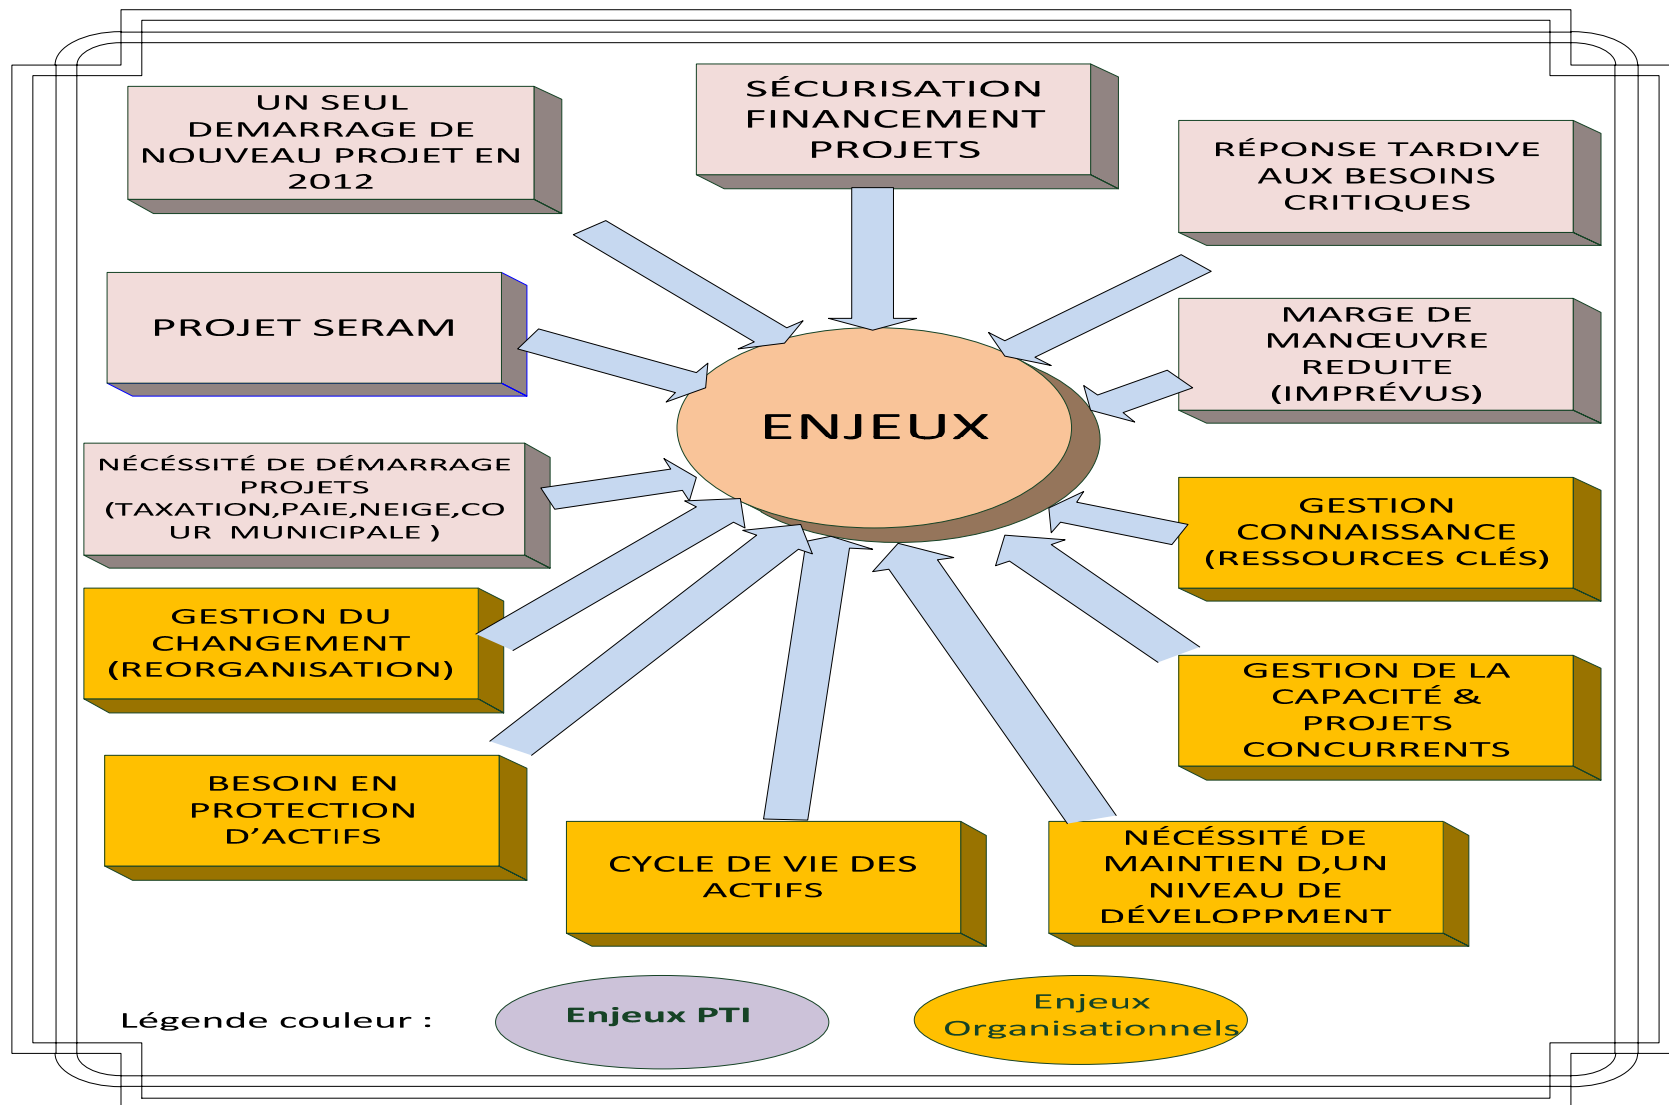 UN SEUL
DEMARRAGE DE
NOUVEAU PROJET EN
2012
SÉCURISATION
FINANCEMENT
PROJETS
RÉPONSE TARDIVE
AUX BESOINS
CRITIQUES
PROJET SERAM
MARGE DE
MANŒUVRE
REDUITE
(IMPRÉVUS)
ENJEUX
NÉCÉSSITÉ DE DÉMARRAGE
PROJETS
(TAXATION,PAIE,NEIGE,CO
UR MUNICIPALE )
GESTION
CONNAISSANCE
(RESSOURCES CLÉS)
GESTION DU
CHANGEMENT
(REORGANISATION)
GESTION DE LA
CAPACITÉ &
PROJETS
CONCURRENTS
BESOIN EN
PROTECTION
D’ACTIFS
CYCLE DE VIE DES
ACTIFS
NÉCÉSSITÉ DE
MAINTIEN D,UN
NIVEAU DE
DÉVELOPPMENT
Légende couleur :
Enjeux PTI
Enjeux
Organisationnels